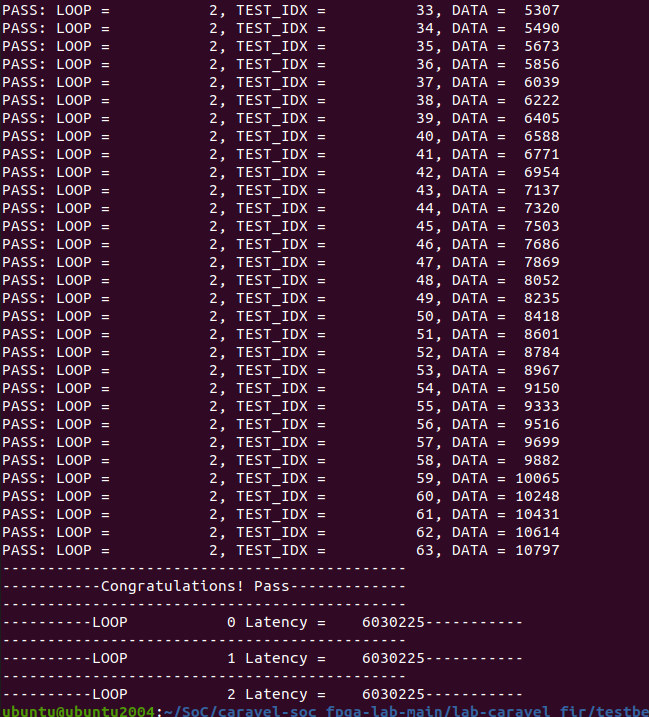 PASS: LOOP =           2, TEST_IDX =          33, DATA =  5307
PASS: LOOP =           2, TEST_IDX =          34, DATA =  5490
PASS: LOOP =           2, TEST_IDX =          35, DATA =  5673
PASS: LOOP =           2, TEST_IDX =          36, DATA =  5856
PASS: LOOP =           2, TEST_IDX =          37, DATA =  6039
PASS: LOOP =           2, TEST_IDX =          38, DATA =  6222
PASS: LOOP =           2, TEST_IDX =          39, DATA =  6405
PASS: LOOP =           2, TEST_IDX =          40, DATA =  6588
PASS: LOOP =           2, TEST_IDX =          41, DATA =  6771
PASS: LOOP =           2, TEST_IDX =          42, DATA =  6954
PASS: LOOP =           2, TEST_IDX =          43, DATA =  7137
PASS: LOOP =           2, TEST_IDX =          44, DATA =  7320
PASS: LOOP =           2, TEST_IDX =          45, DATA =  7503
PASS: LOOP =           2, TEST_IDX =          46, DATA =  7686
PASS: LOOP =           2, TEST_IDX =          47, DATA =  7869
PASS: LOOP =           2, TEST_IDX =          48, DATA =  8052
PASS: LOOP =           2, TEST_IDX =          49, DATA =  8235
PASS: LOOP =           2, TEST_IDX =          50, DATA =  8418
PASS: LOOP =           2, TEST_IDX =          51, DATA =  8601
PASS: LOOP =           2, TEST_IDX =          52, DATA =  8784
PASS: LOOP =           2, TEST_IDX =          53, DATA =  8967
PASS: LOOP =           2, TEST_IDX =          54, DATA =  9150
PASS: LOOP =           2, TEST_IDX =          55, DATA =  9333
PASS: LOOP =           2, TEST_IDX =          56, DATA =  9516
PASS: LOOP =           2, TEST_IDX =          57, DATA =  9699
PASS: LOOP =           2, TEST_IDX =          58, DATA =  9882
PASS: LOOP =           2, TEST_IDX =          59, DATA = 10065
PASS: LOOP =           2, TEST_IDX =          60, DATA = 10248
PASS: LOOP =           2, TEST_IDX =          61, DATA = 10431
PASS: LOOP =           2, TEST_IDX =          62, DATA = 10614
PASS: LOOP =           2, TEST_IDX =          63, DATA = 10797
---------------------------------------------
-----------Congratulations! Pass-------------
---------------------------------------------
----------LOOP           0 Latency =    6030225-----------
---------------------------------------------
----------LOOP           1 Latency =    6030225-----------
---------------------------------------------
----------LOOP           2 Latency =    6030225-----------
ubuntu@ubuntu2004:~/SoC/caravel-soc_fpga-lab-main/lab-caravel_fir/testbe